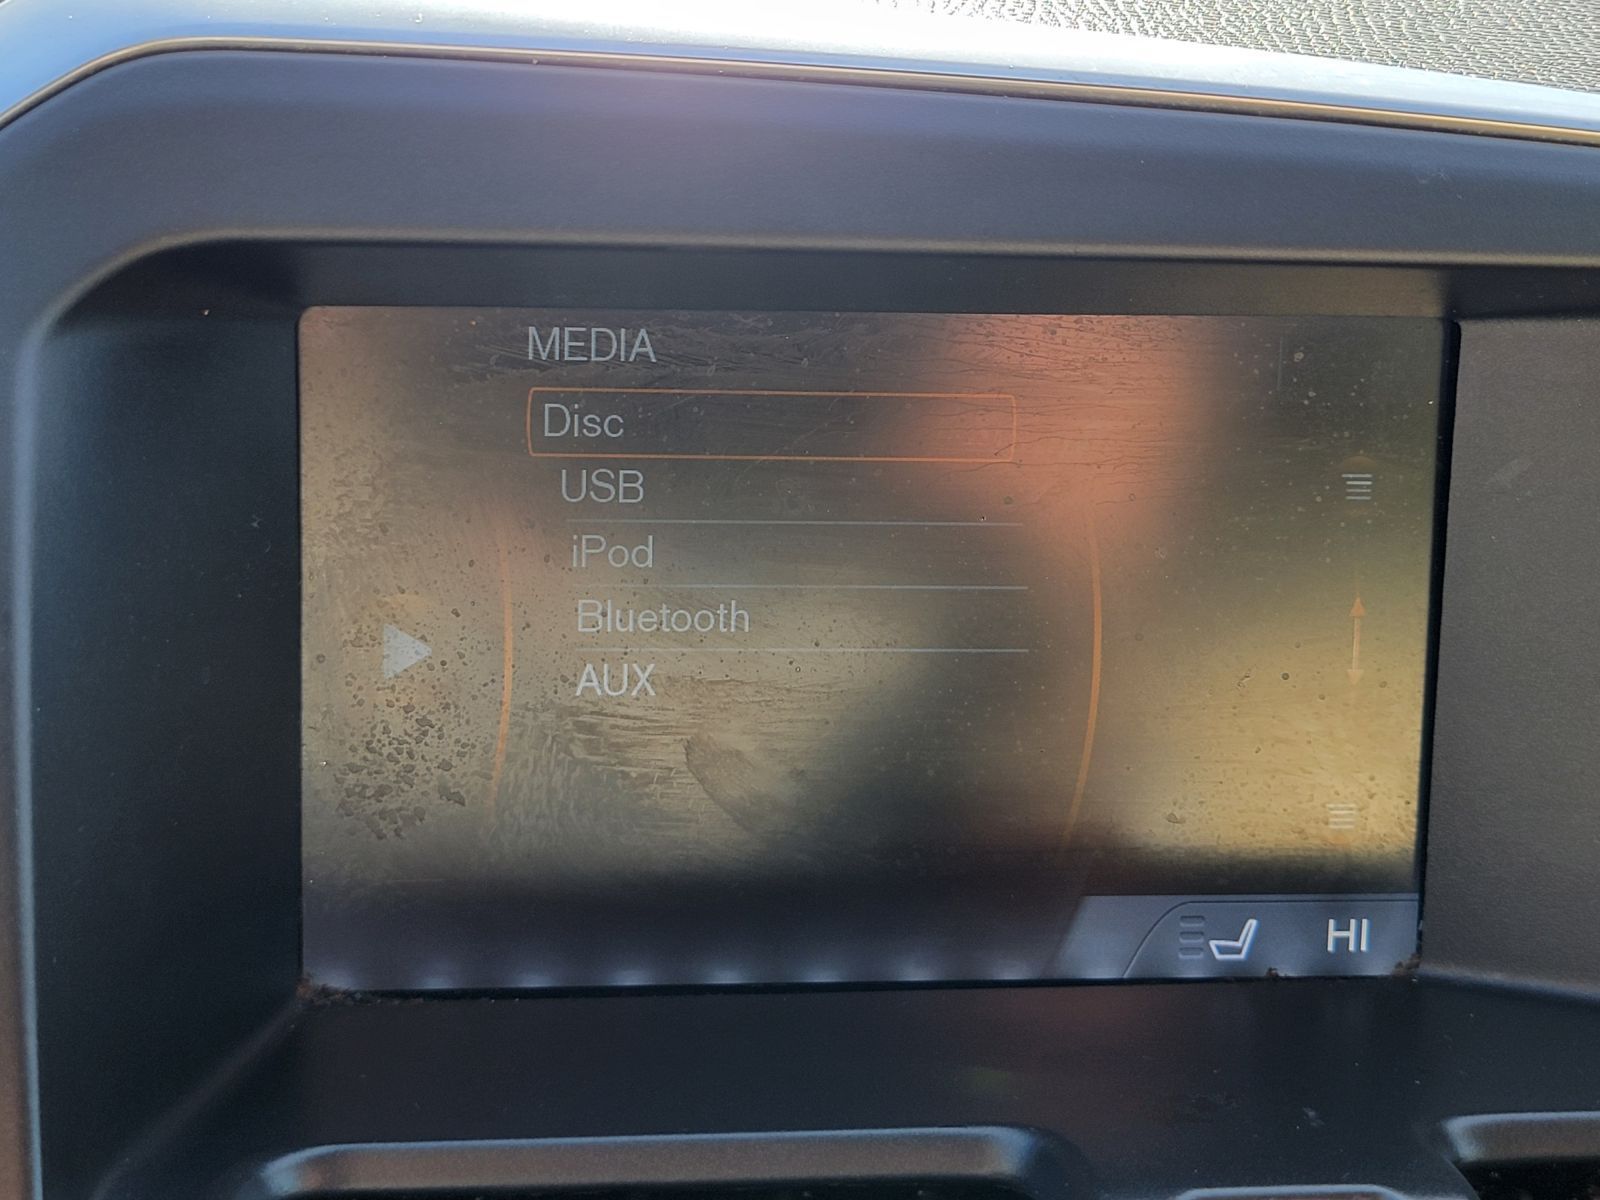 MEDIA
Disc
USB
iPod
Bluetooth
AUX
HI